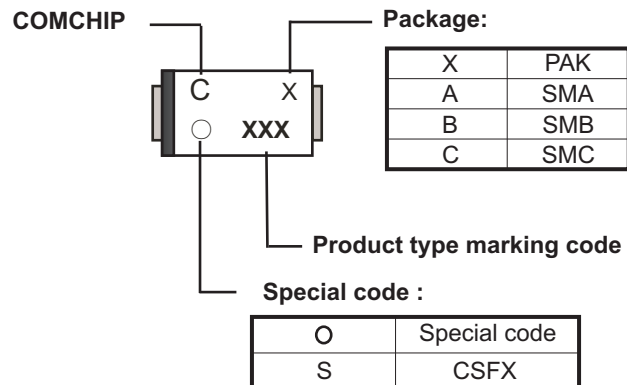 COMCHIP
Package:
C X
○ XXX
X PAK
A SMA
B SMB
C SMC
Product type marking code
Special code :
O Special code
S CSFX